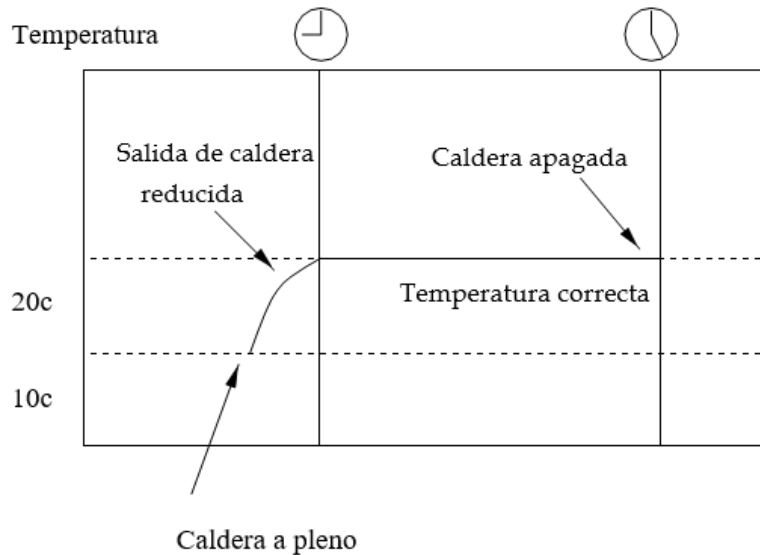 Temperatura
Salida de caldera
reducida
Caldera apagada
20c
Temperatura correcta
10c
Caldera a pleno